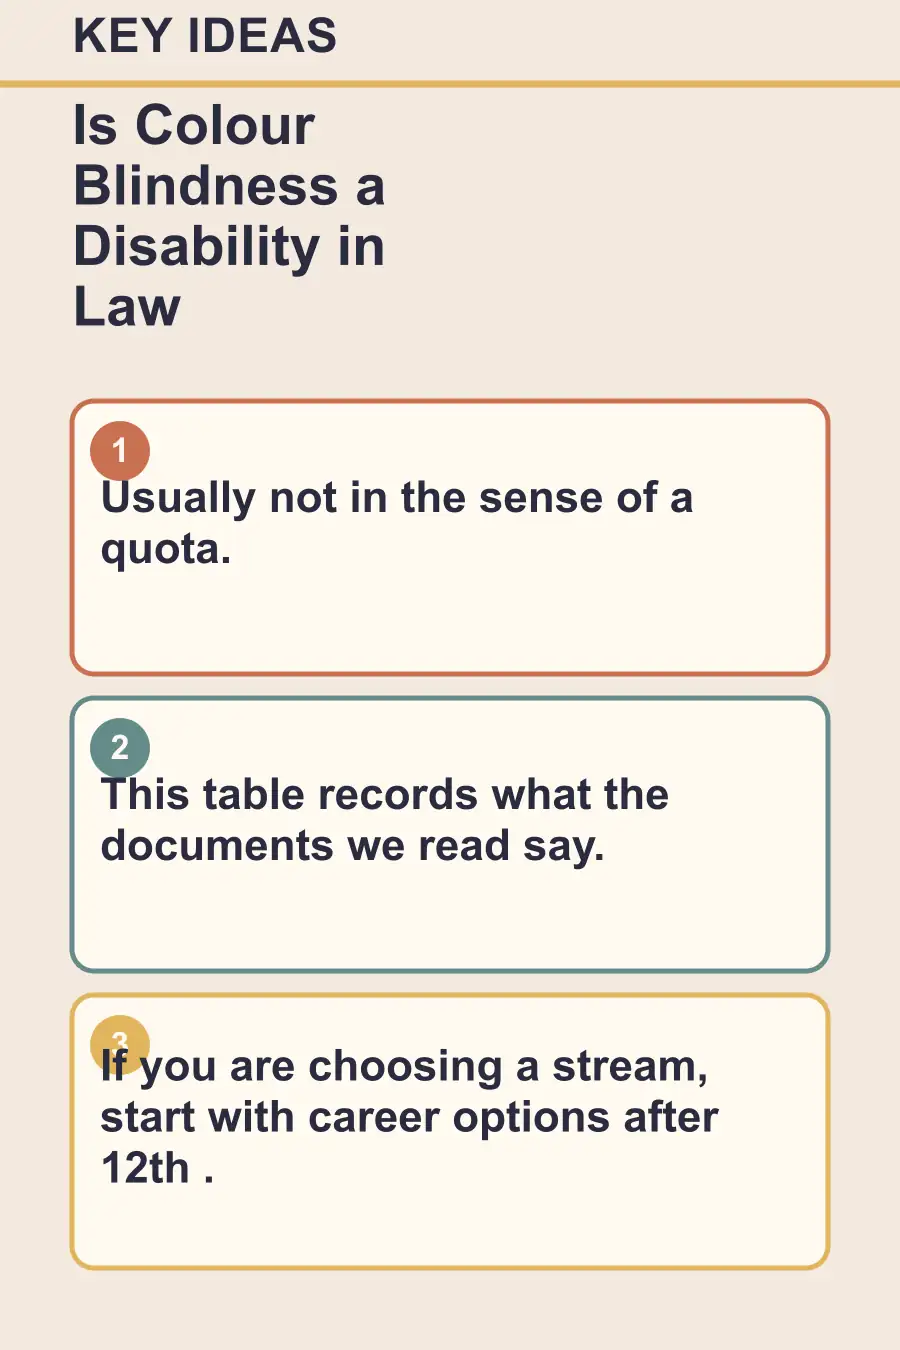 KEY IDEAS
Is Colour
Blindness a
Disability in
Law
1
Usually not in the sense of a
quota.
2
This table records what the
documents we read say.
3
If you are choosing a stream,
start with career options after
12th .